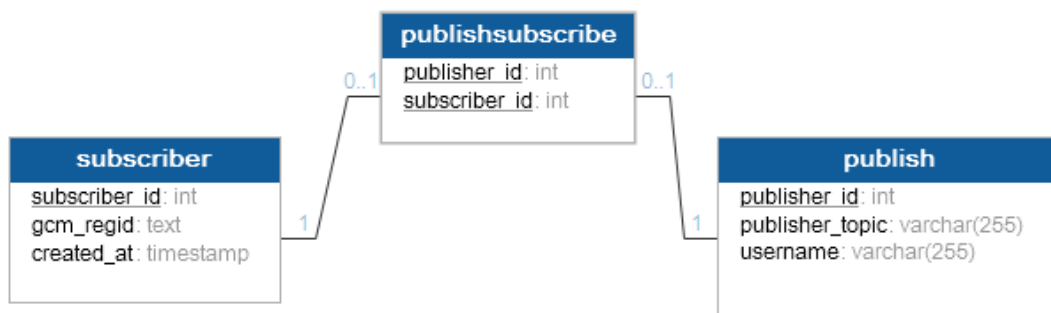 publishsubscribe
publisher_id: int
subscriber_id: int
0..1
0..1
subscriber
subscriber_id: int
gcm_regid: text
created_at: timestamp
1
publish
publisher_id: int
publisher_topic: varchar(255)
username: varchar(255)
1